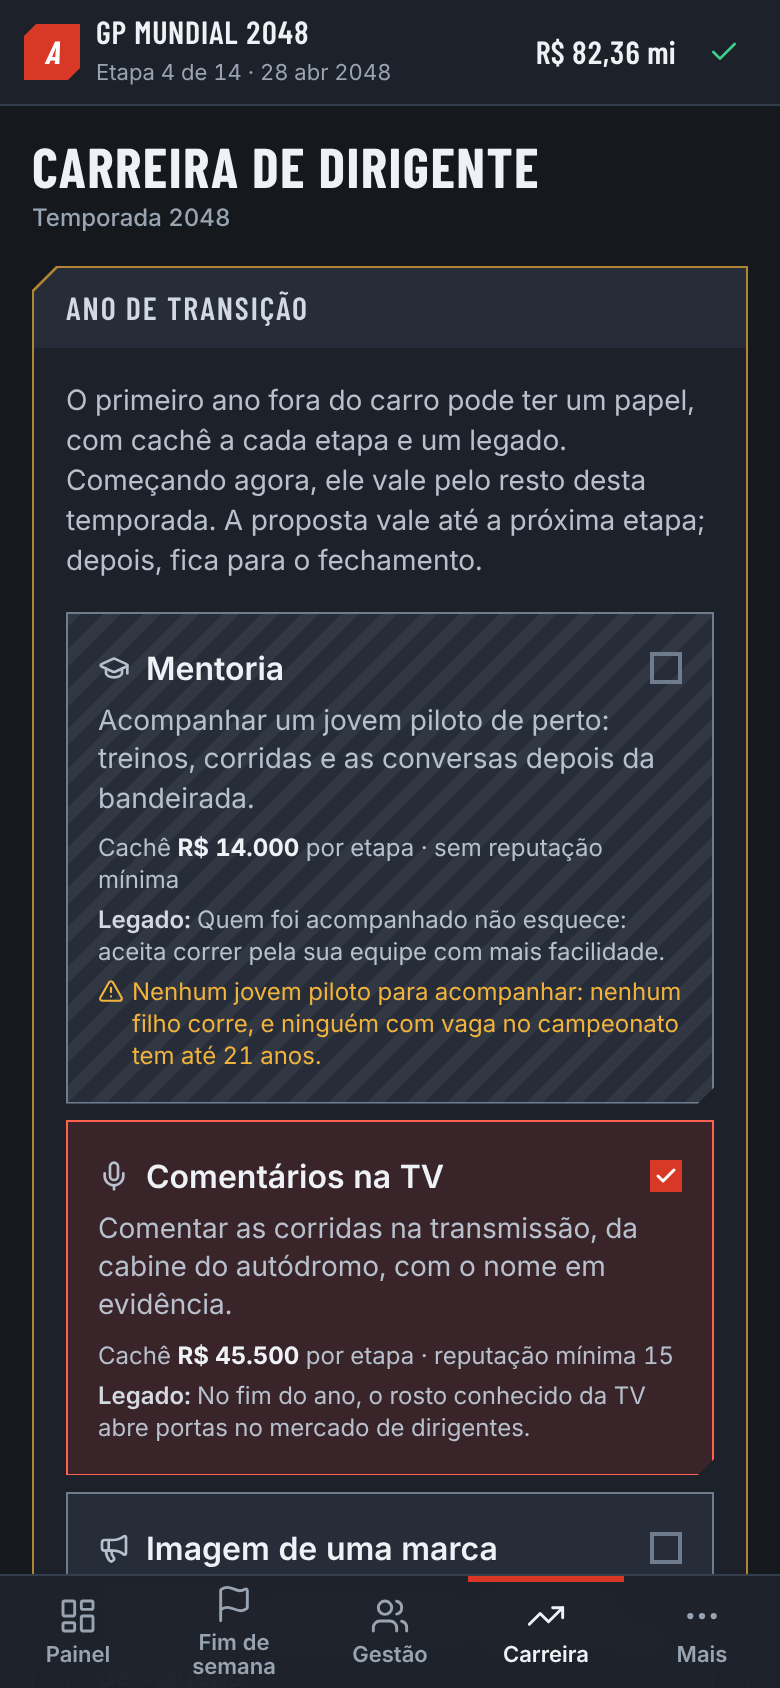 A
GP MUNDIAL 2048
Etapa 4 de 14 · 28 abr 2048
R$ 82,36 mi
CARREIRA DE DIRIGENTE
Temporada 2048
ANO DE TRANSIÇÃO
O primeiro ano fora do carro pode ter um papel,
com cachê a cada etapa e um legado.
Começando agora, ele vale pelo resto desta
temporada. A proposta vale até a próxima etapa;
depois, fica para o fechamento.
Mentoria
Acompanhar um jovem piloto de perto:
treinos, corridas e as conversas depois da
bandeirada.
Cachê R$ 14.000 por etapa · sem reputação
mínima
Legado: Quem foi acompanhado não esquece:
aceita correr pela sua equipe com mais facilidade.
Nenhum jovem piloto para acompanhar: nenhum
filho corre, e ninguém com vaga no campeonato
tem até 21 anos.
Comentários na TV
Comentar as corridas na transmissão, da
cabine do autódromo, com o nome em
evidência.
Cachê R$ 45.500 por etapa · reputação mínima 15
Legado: No fim do ano, o rosto conhecido da TV
abre portas no mercado de dirigentes.
Imagem de uma marca
Painel
Fim de
semana
Gestão
Carreira
Mais